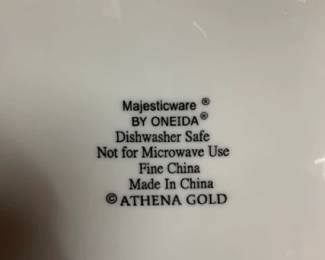 Majesticware ®
BY ONEIDA®
Dishwasher Safe
Not for Microwave Use
Fine China
Made In China
© ATHENA GOLD